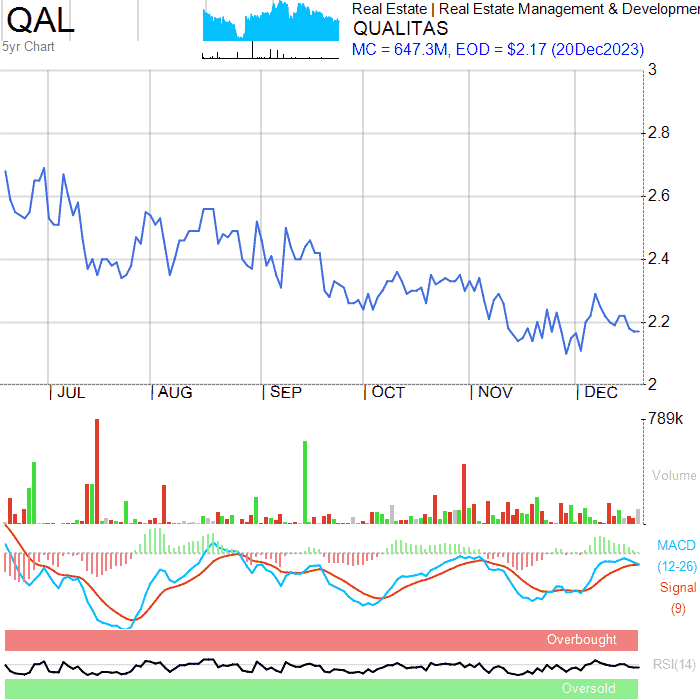 QAL
5yr Chart
Real Estate | Real Estate Management & Developmen
QUALITAS
MC = 647.3M, EOD = $2.17 (20Dec2023)
3
2.8
2.6
2.4
2.2
2
| JUL | AUG | SEP | OCT | NOV | DEC
789k
Volume
MACD
(12-26)
Signal
(9)
Overbought
RSI(14)
Oversold